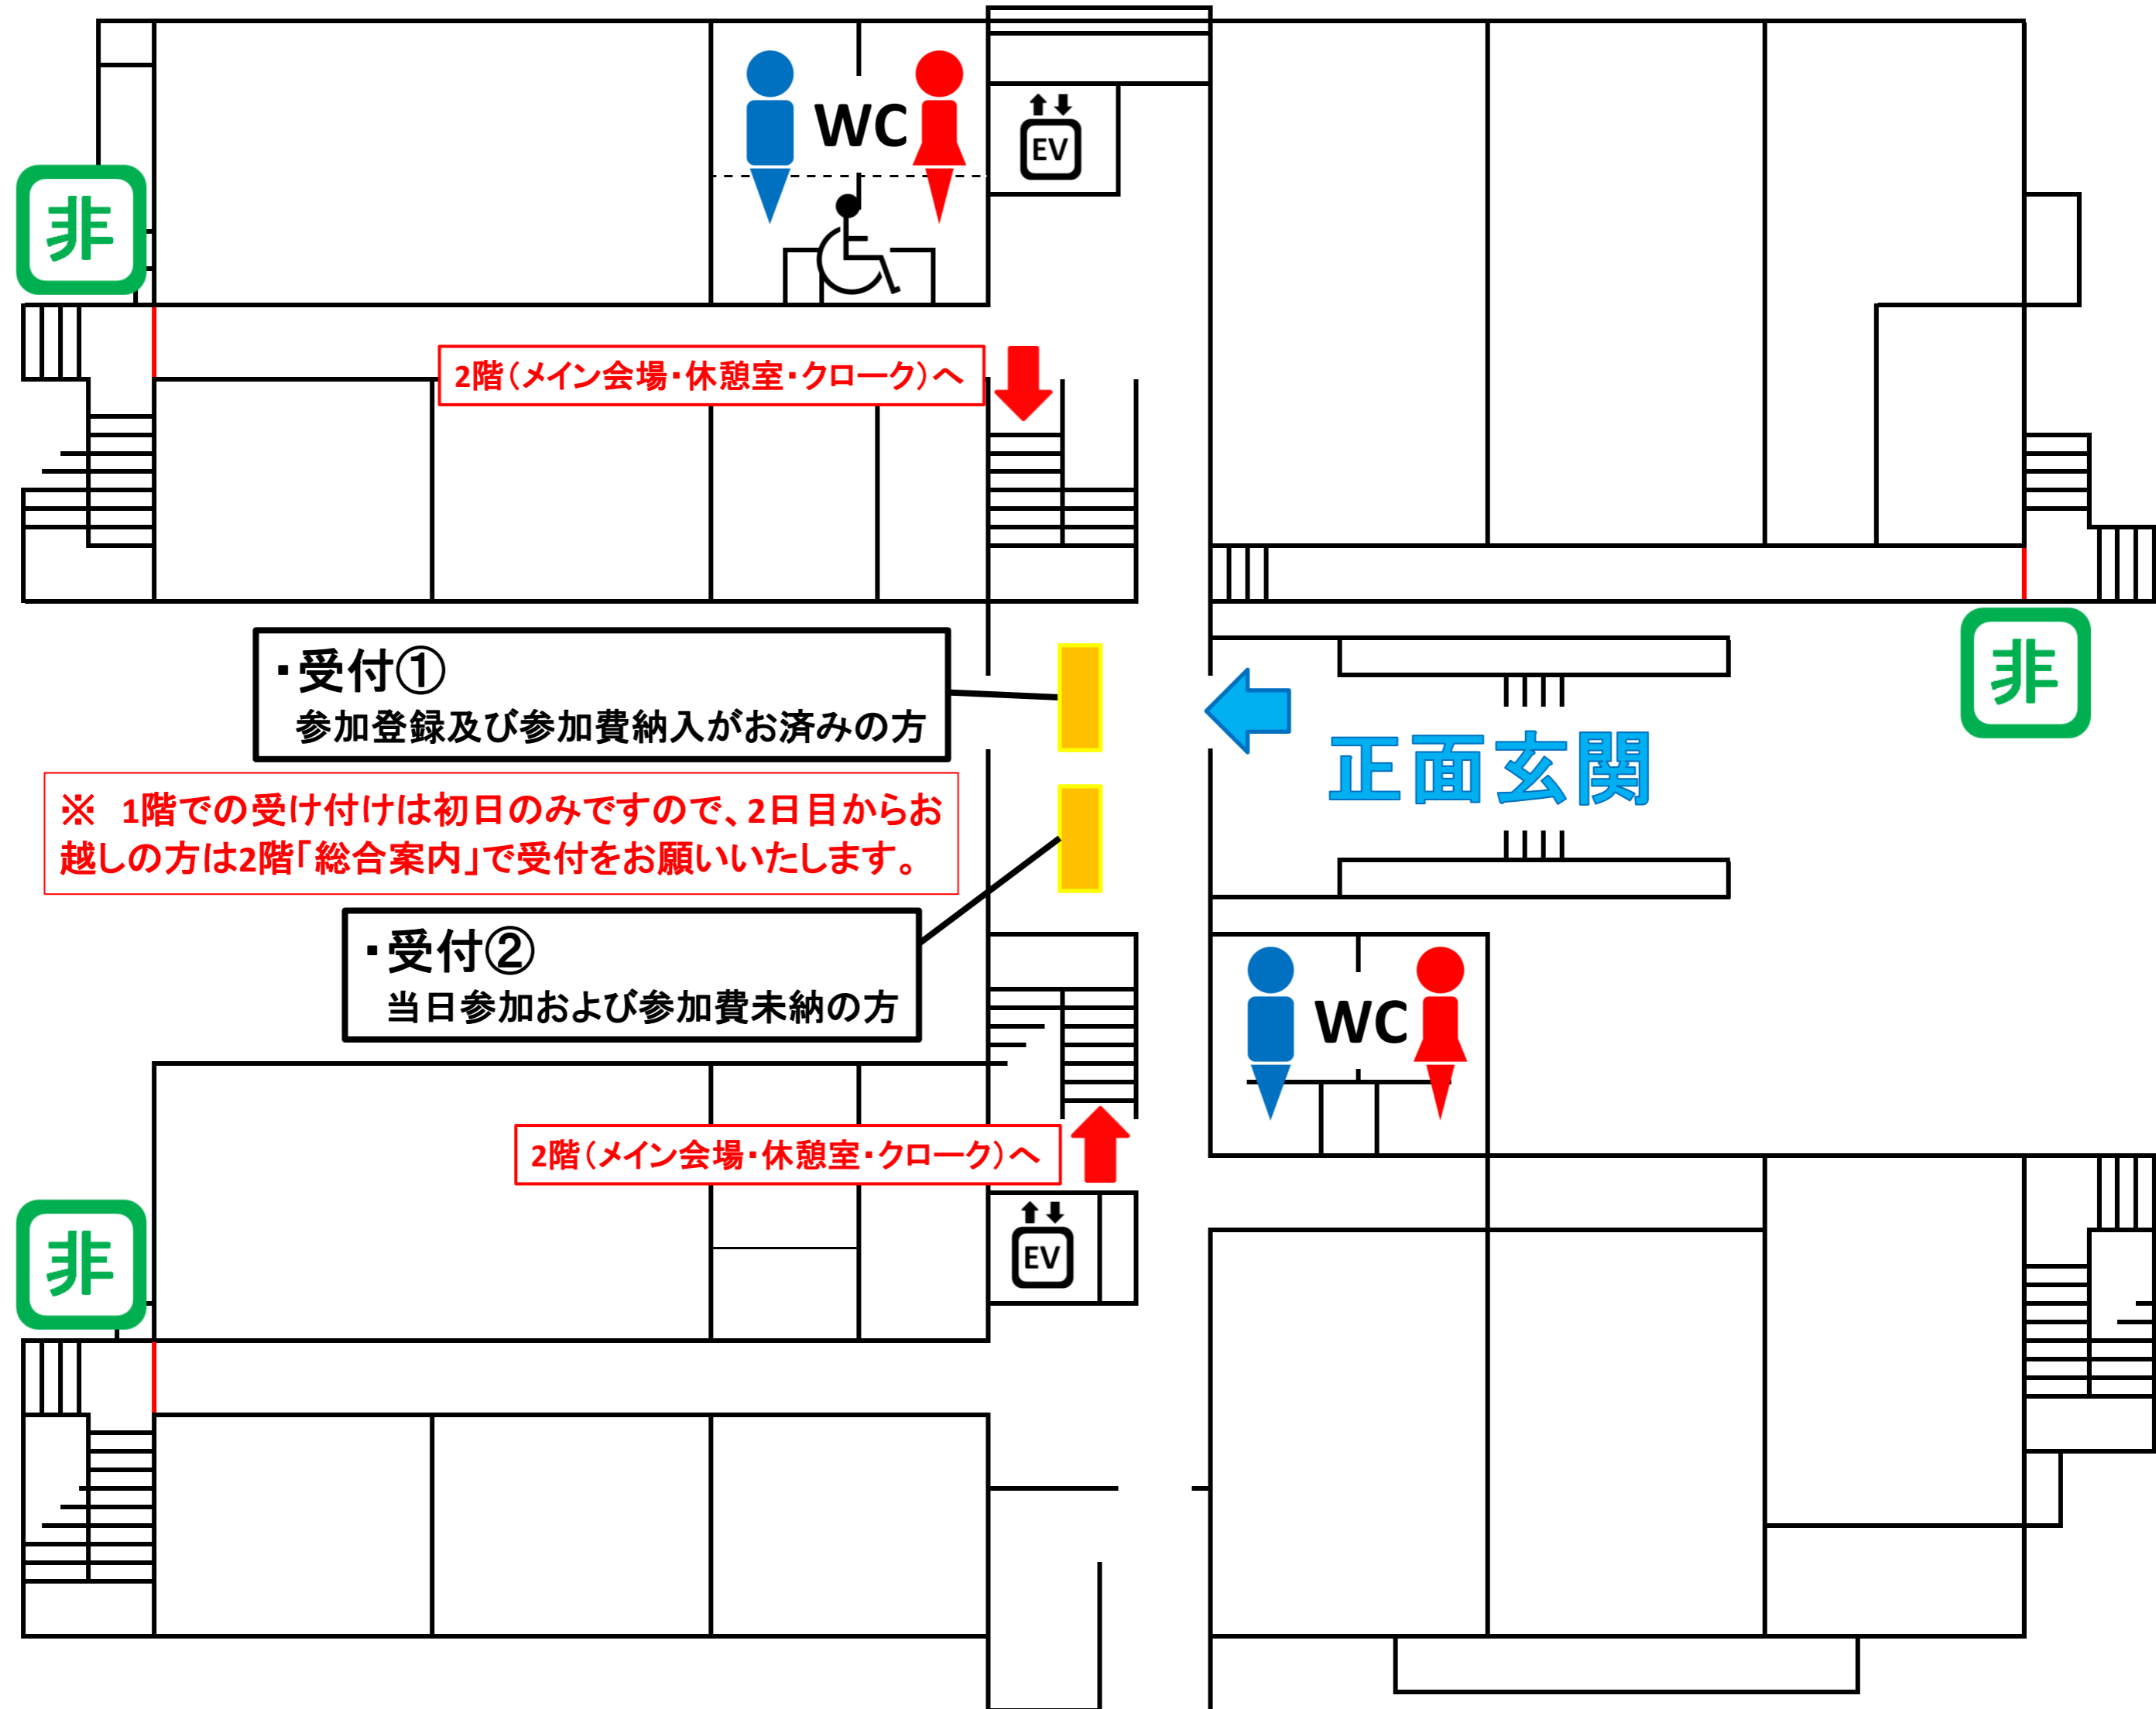 WC
EV
非
2階(メイン会場・休憩室・クローク)へ
・受付①
参加登録及び参加費納入がお済みの方
非
正面玄関
※ 1階での受け付けは初日のみですので、2日目からお
越しの方は2階「総合案内」で受付をお願いいたします。
・受付②
当日参加および参加費未納の方
WC
2階(メイン会場・休憩室・クローク)へ
非
EV